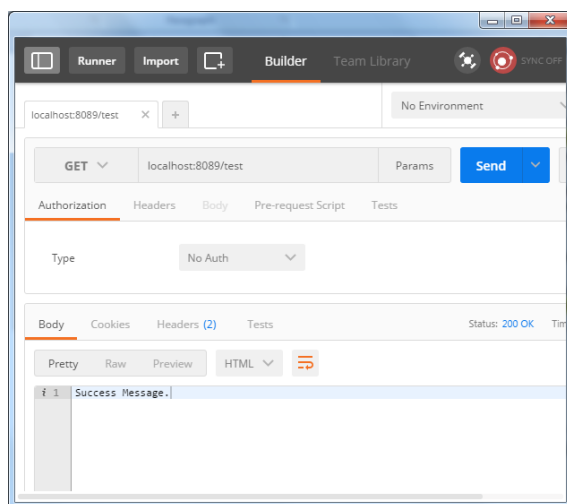 Runner Import Builder Team Library SYNC OFF
localhost:8089/test No Environment
GET localhost:8089/test Params Send
Authorization Headers Body Pre-request Script Tests
Type No Auth
Body Cookies Headers (2) Tests Status: 200 OK Tim
Pretty Raw Preview HTML
i 1 Success Message.